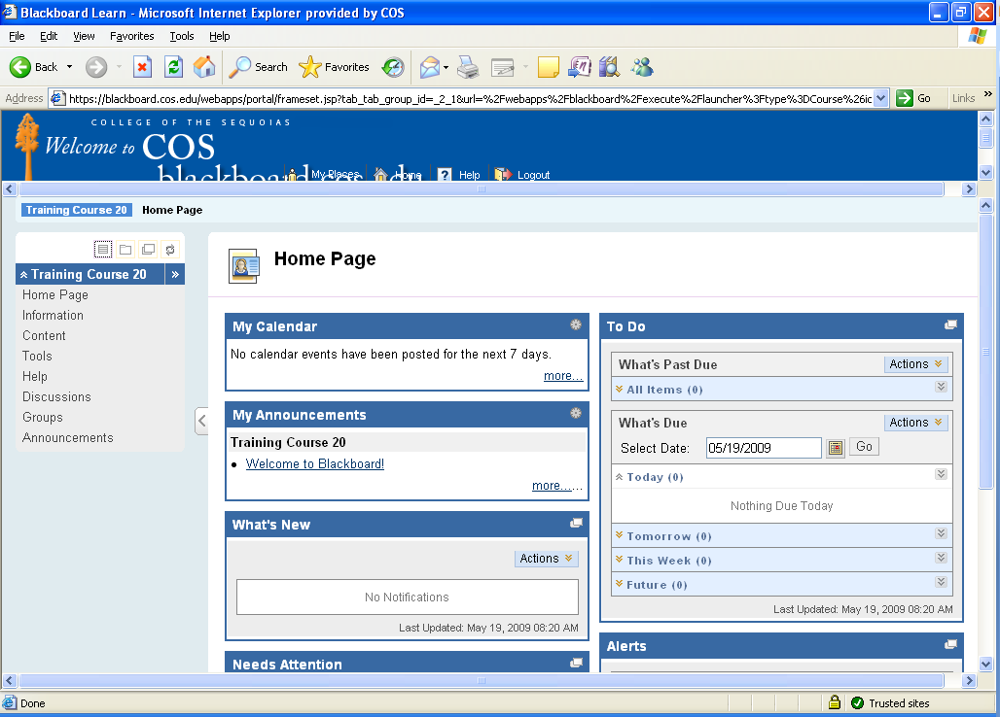 Blackboard Learn - Microsoft Internet Explorer provided by COS
File Edit View Favorites Tools Help
Back Search Favorites
Address https://blackboard.cos.edu/webapps/portal/frameset.jsp?tab_tab_group_id=_2_1&url=%2Fwebapps%2Fblackboard%2Fexecute%2Flauncher%3Ftype%3DCourse%26ic Go Links »
COLLEGE OF THE SEQUOIAS
Welcome to COS
blackboard.cos.edu
My Places Home Help Logout
Training Course 20 Home Page
Training Course 20 »
Home Page
Information
Content
Tools
Help
Discussions
Groups
Announcements
Home Page
My Calendar
No calendar events have been posted for the next 7 days.
more...
My Announcements
Training Course 20
• Welcome to Blackboard!
more......
What's New
Actions
No Notifications
Last Updated: May 19, 2009 08:20 AM
Needs Attention
To Do
What's Past Due Actions
All Items (0)
What's Due Actions
Select Date: 05/19/2009 Go
Today (0)
Nothing Due Today
Tomorrow (0)
This Week (0)
Future (0)
Last Updated: May 19, 2009 08:20 AM
Alerts
Done Trusted sites